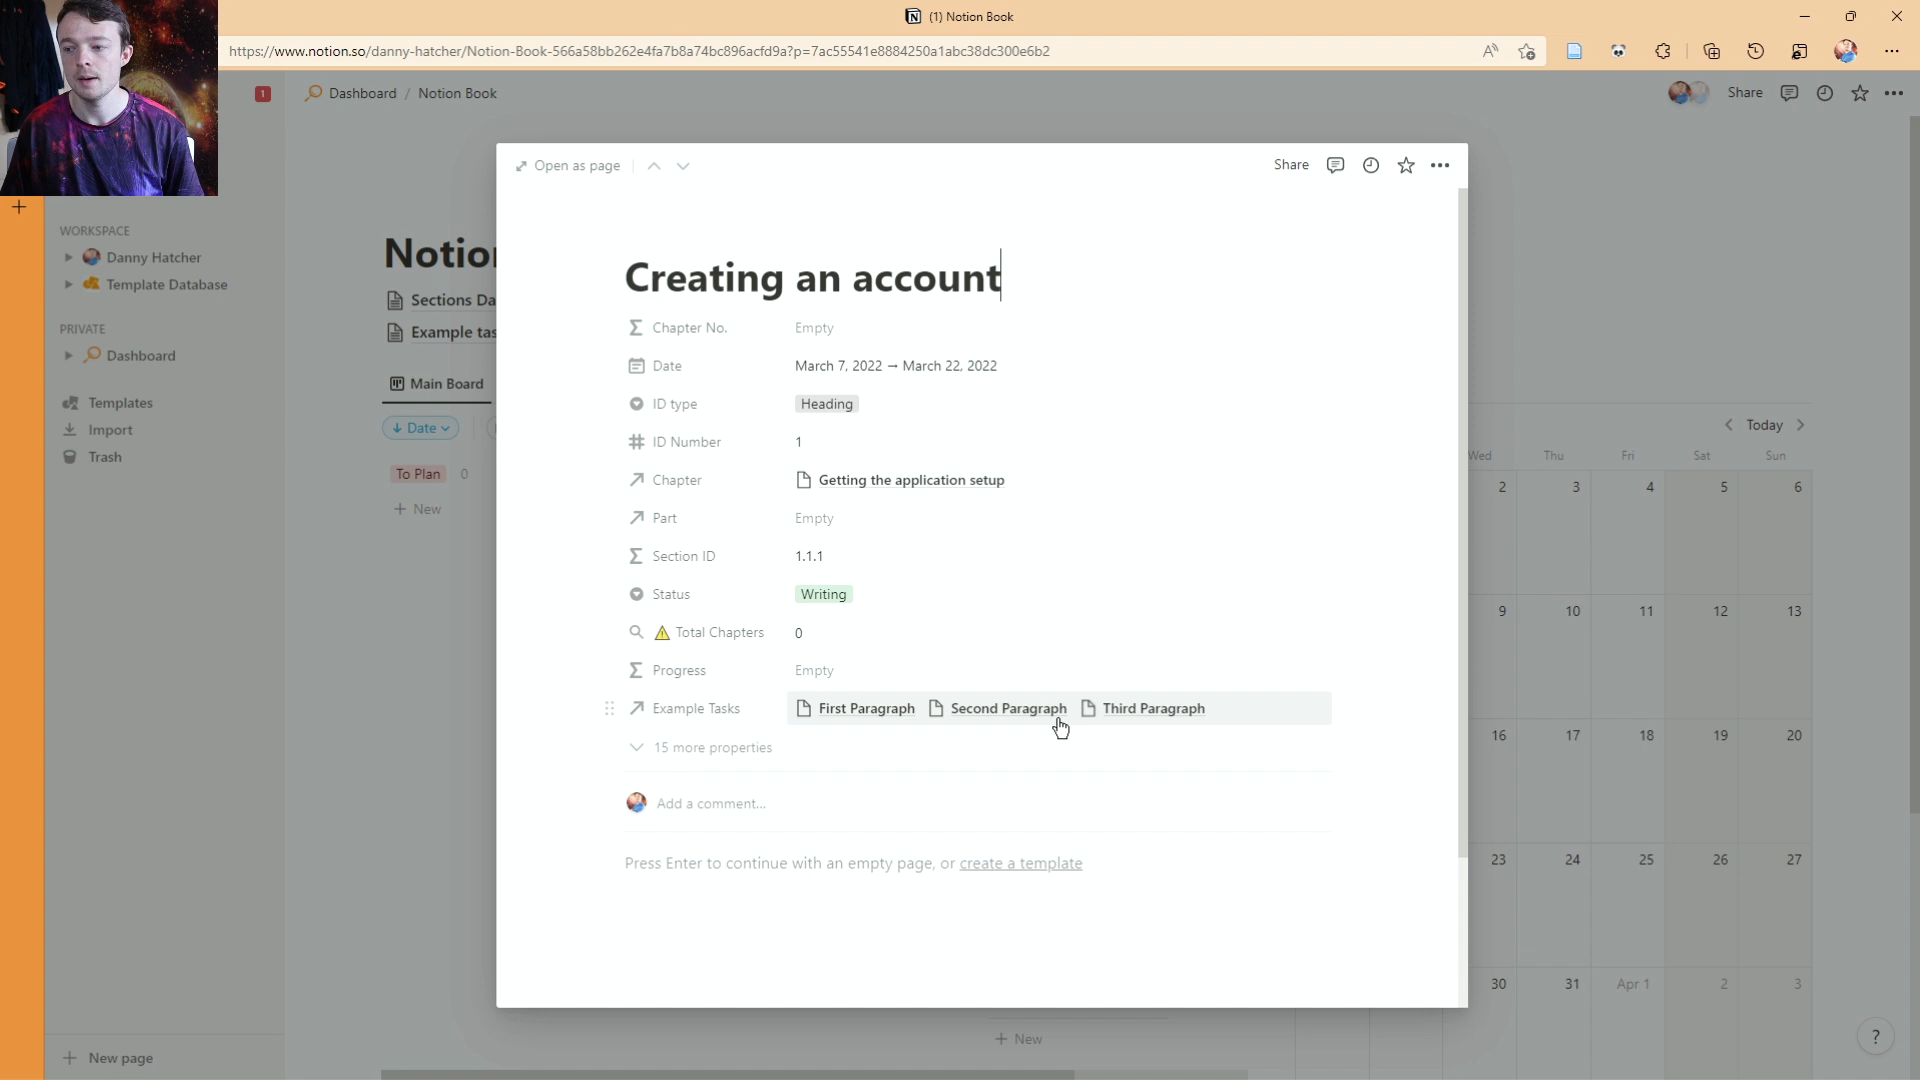 (1) Notion Book
https://www.notion.so/danny-hatcher/Notion-Book-566a58bb262e4fa7b8a74bc896acfd9a?p=7ac55541e8884250a1abc38dc300e6b2
1
Dashboard / Notion Book
Share
Open as page
Share
WORKSPACE
Danny Hatcher
Template Database
PRIVATE
Dashboard
Templates
Import
Trash
New page
Notio
Sections Da
Example tas
Main Board
Date
To Plan 0
New
Creating an account
Chapter No. Empty
Date March 7, 2022 → March 22, 2022
ID type Heading
ID Number 1
Chapter Getting the application setup
Part Empty
Section ID 1.1.1
Status Writing
Total Chapters 0
Progress Empty
Example Tasks First Paragraph Second Paragraph Third Paragraph
15 more properties
Add a comment...
Press Enter to continue with an empty page, or create a template
New
Today
Wed Thu Fri Sat Sun
2 3 4 5 6
9 10 11 12 13
16 17 18 19 20
23 24 25 26 27
30 31 Apr 1 2 3
?